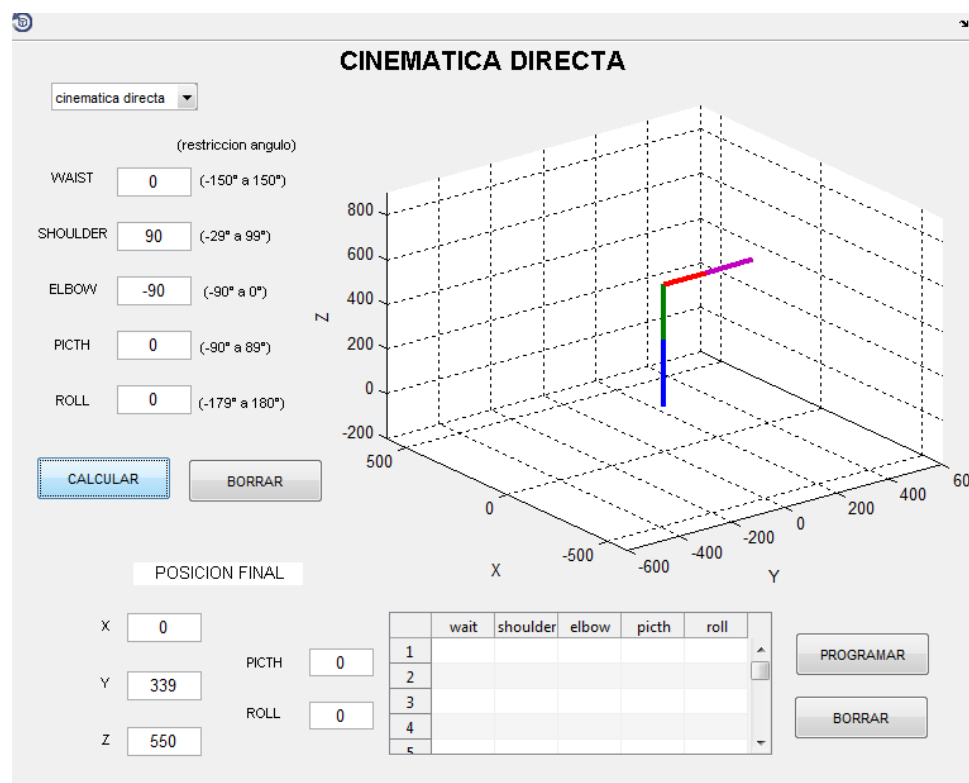 CINEMATICA DIRECTA
cinematica directa
(restriccion angulo)
WAIST 0 (-150° a 150°)
SHOULDER 90 (-29° a 99°)
ELBOW -90 (-90° a 0°)
PICTH 0 (-90° a 89°)
ROLL 0 (-179° a 180°)
CALCULAR BORRAR
Z
800
600
400
200
0
-200
500
0
-500
X
-600
-400
-200
0
200
400
60
Y
POSICION FINAL
X 0
Y 339
Z 550
PICTH 0
ROLL 0
wait shoulder elbow picth roll
1
2
3
4
5
PROGRAMAR
BORRAR